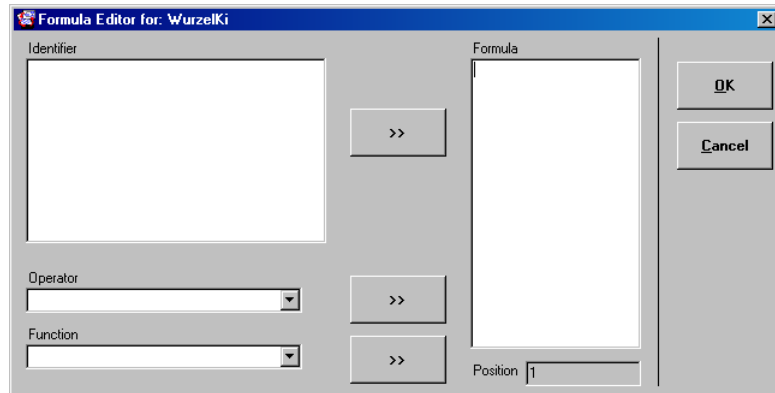 Formula Editor for: WurzelKi
Identifier
Formula
>>
OK
Cancel
Operator
>>
Function
>>
Position 1